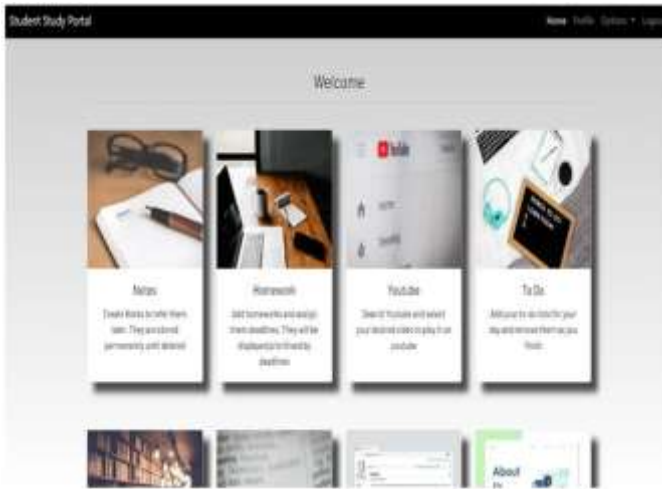 Student Study Portal
Home Profile Options Logout
Welcome
YouTube
Notes
Create Notes to refer them
later. They are stored
permanently until deleted
Homework
Add homeworks and assign
them deadlines. They will be
displayed prioritised by
deadlines
Youtube
Search Youtube and select
your desired video to play it on
youtube
To Do
Add your to-do lists for your
day and remove them as you
finish.
About